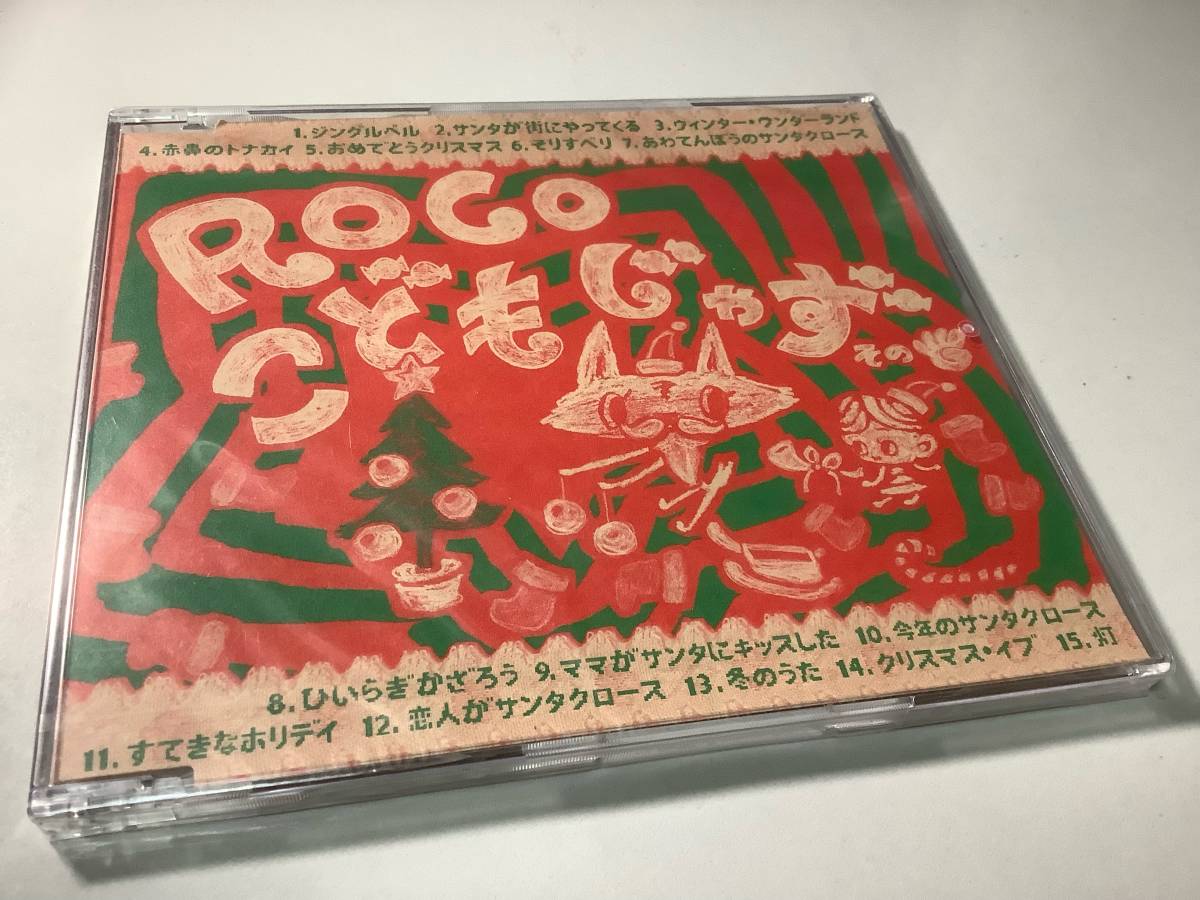 1.ジングルベル 2.サンタが街にやってくる 3.ウィンター・ワンダーランド
4.赤鼻のトナカイ 5.おめでとうクリスマス 6.そりすべり 7.あわてんぼうのサンタクロース
ROCO
こどもじゃず
その
8.ひいらぎかざろう 9.ママがサンタにキッスした 10.今年のサンタクロース
11.すてきなホリデイ 12.恋人がサンタクロース 13.冬のうた 14.クリスマス・イブ 15.灯